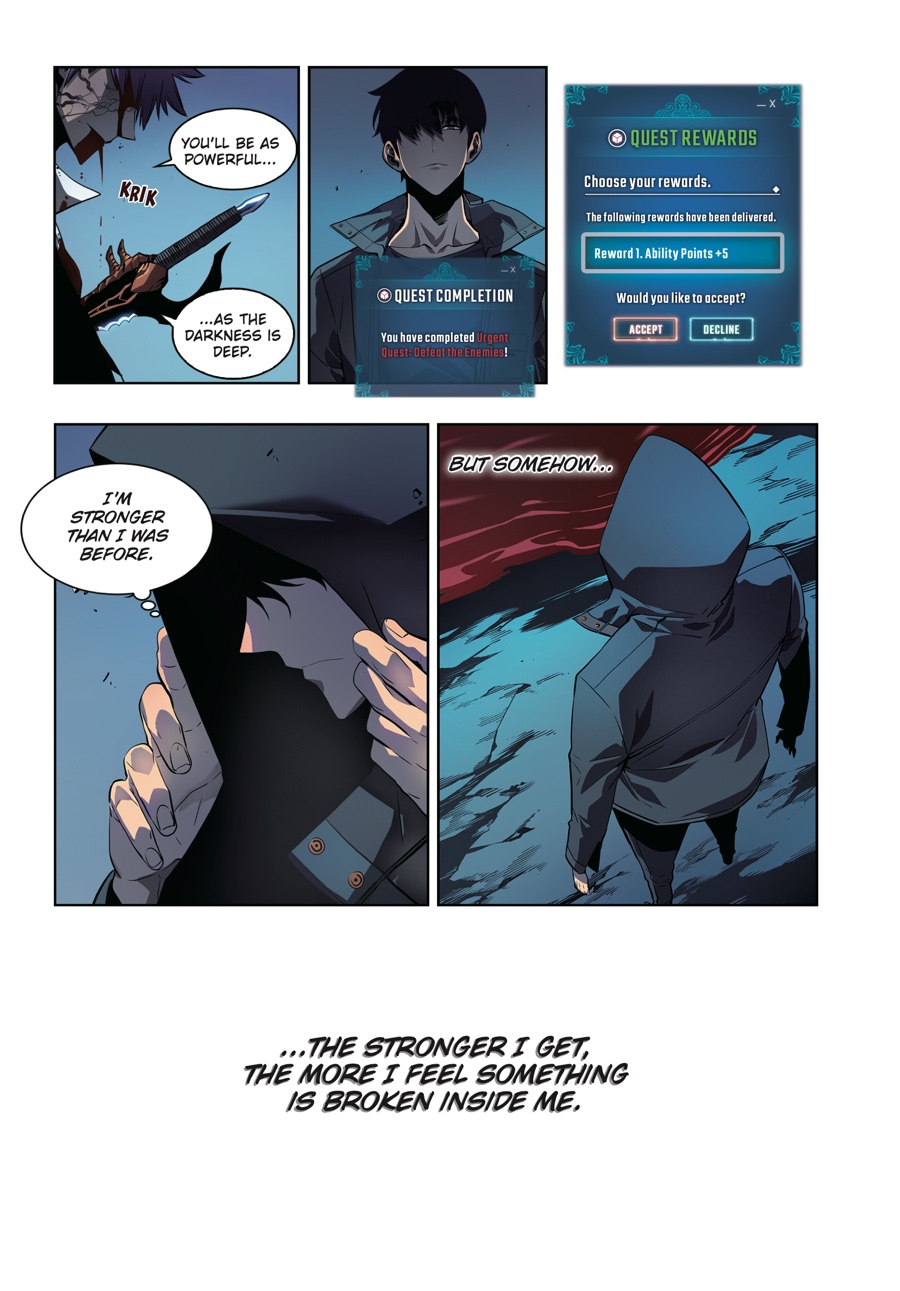 YOU'LL BE AS
POWERFUL...
KRIK
...AS THE
DARKNESS IS
DEEP.
— X
QUEST COMPLETION
You have completed Urgent
Quest: Defeat the Enemies!
— X
QUEST REWARDS
Choose your rewards.
The following rewards have been delivered.
Reward 1. Ability Points +5
Would you like to accept?
ACCEPT
DECLINE
I'M
STRONGER
THAN I WAS
BEFORE.
BUT SOMEHOW...
...THE STRONGER I GET,
THE MORE I FEEL SOMETHING
IS BROKEN INSIDE ME.